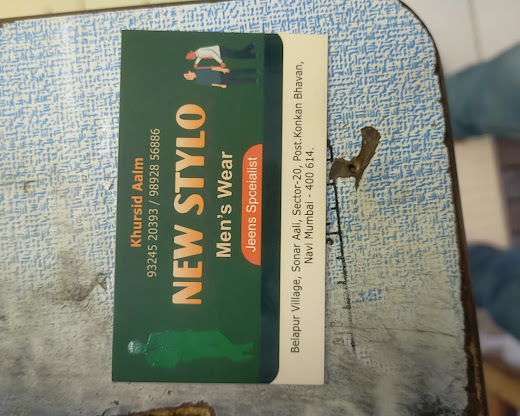 Khursid Aalm
93245 20393 / 98928 56886
NEW STYLO
Men's Wear
Jeens Spceialist
Belapur Village, Sonar Aali, Sector-20, Post.Konkan Bhavan,
Navi Mumbai - 400 614.